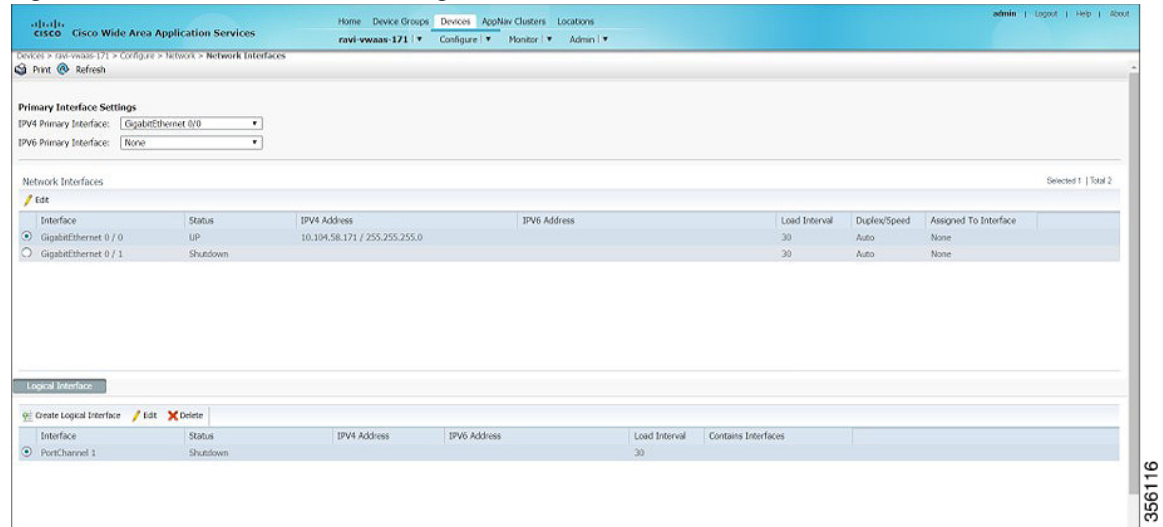 cisco Cisco Wide Area Application Services
Home Device Groups Devices AppNav Clusters Locations
admin | Logout | Help | About
ravi-vwaas-171 Configure Monitor Admin
Devices > ravi-vwaas-171 > Configure > Network > Network Interfaces
Print Refresh
Primary Interface Settings
IPV4 Primary Interface: GigabitEthernet 0/0
IPV6 Primary Interface: None
Network Interfaces Selected 1 | Total 2
Edit
Interface Status IPV4 Address IPV6 Address Load Interval Duplex/Speed Assigned To Interface
GigabitEthernet 0 / 0 UP 10.104.58.171 / 255.255.255.0 30 Auto None
GigabitEthernet 0 / 1 Shutdown 30 Auto None
Logical Interface
Create Logical Interface Edit Delete
Interface Status IPV4 Address IPV6 Address Load Interval Contains Interfaces
PortChannel 1 Shutdown 30
356116